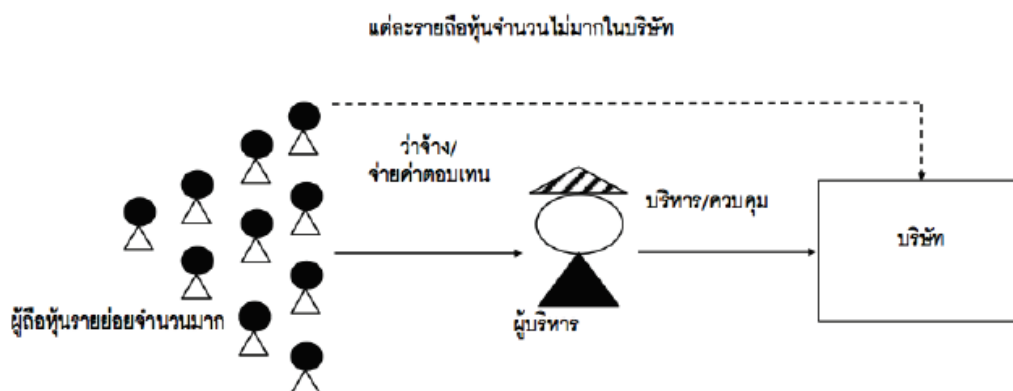 แต่ละรายถือหุ้นจำนวนไม่มากในบริษัท
ว่าจ้าง/
จ่ายค่าตอบแทน
บริหาร/ควบคุม
บริษัท
ผู้ถือหุ้นรายย่อยจำนวนมาก
ผู้บริหาร